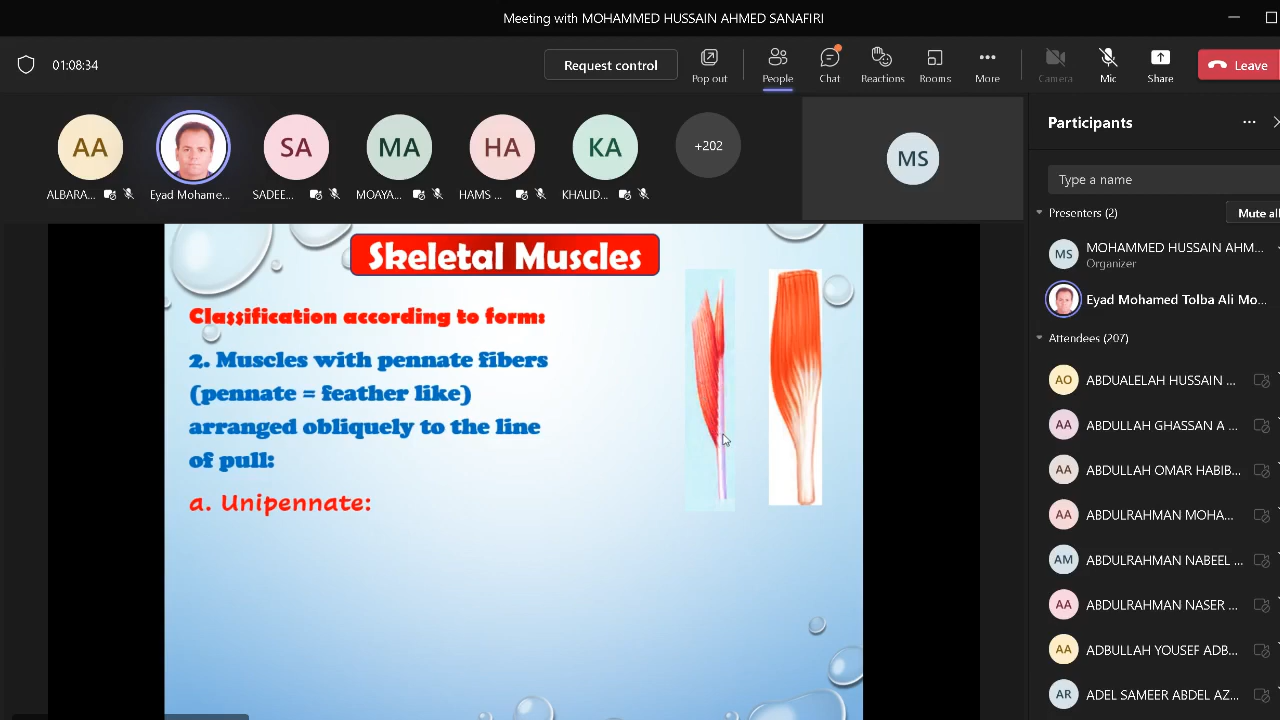 Meeting with MOHAMMED HUSSAIN AHMED SANAFIRI
01:08:34
Request control
Pop out
People
Chat
Reactions
Rooms
More
Camera
Mic
Share
Leave
AA
SA
MA
HA
KA
+202
MS
ALBARA...
Eyad Mohame...
SADEE...
MOAYA...
HAMS ...
KHALID...
Skeletal Muscles
Classification according to form:
2. Muscles with pennate fibers
(pennate = feather like)
arranged obliquely to the line
of pull:
a. Unipennate:
Participants
Type a name
Presenters (2)
Mute all
MS
MOHAMMED HUSSAIN AHM...
Organizer
Eyad Mohamed Tolba Ali Mo...
Attendees (207)
AO
ABDUALELAH HUSSAIN ...
AA
ABDULLAH GHASSAN A ...
AA
ABDULLAH OMAR HABIB...
AA
ABDULRAHMAN MOHA...
AM
ABDULRAHMAN NABEEL ...
AA
ABDULRAHMAN NASER ...
AA
ADBULLAH YOUSEF ADB...
AR
ADEL SAMEER ABDEL AZ...